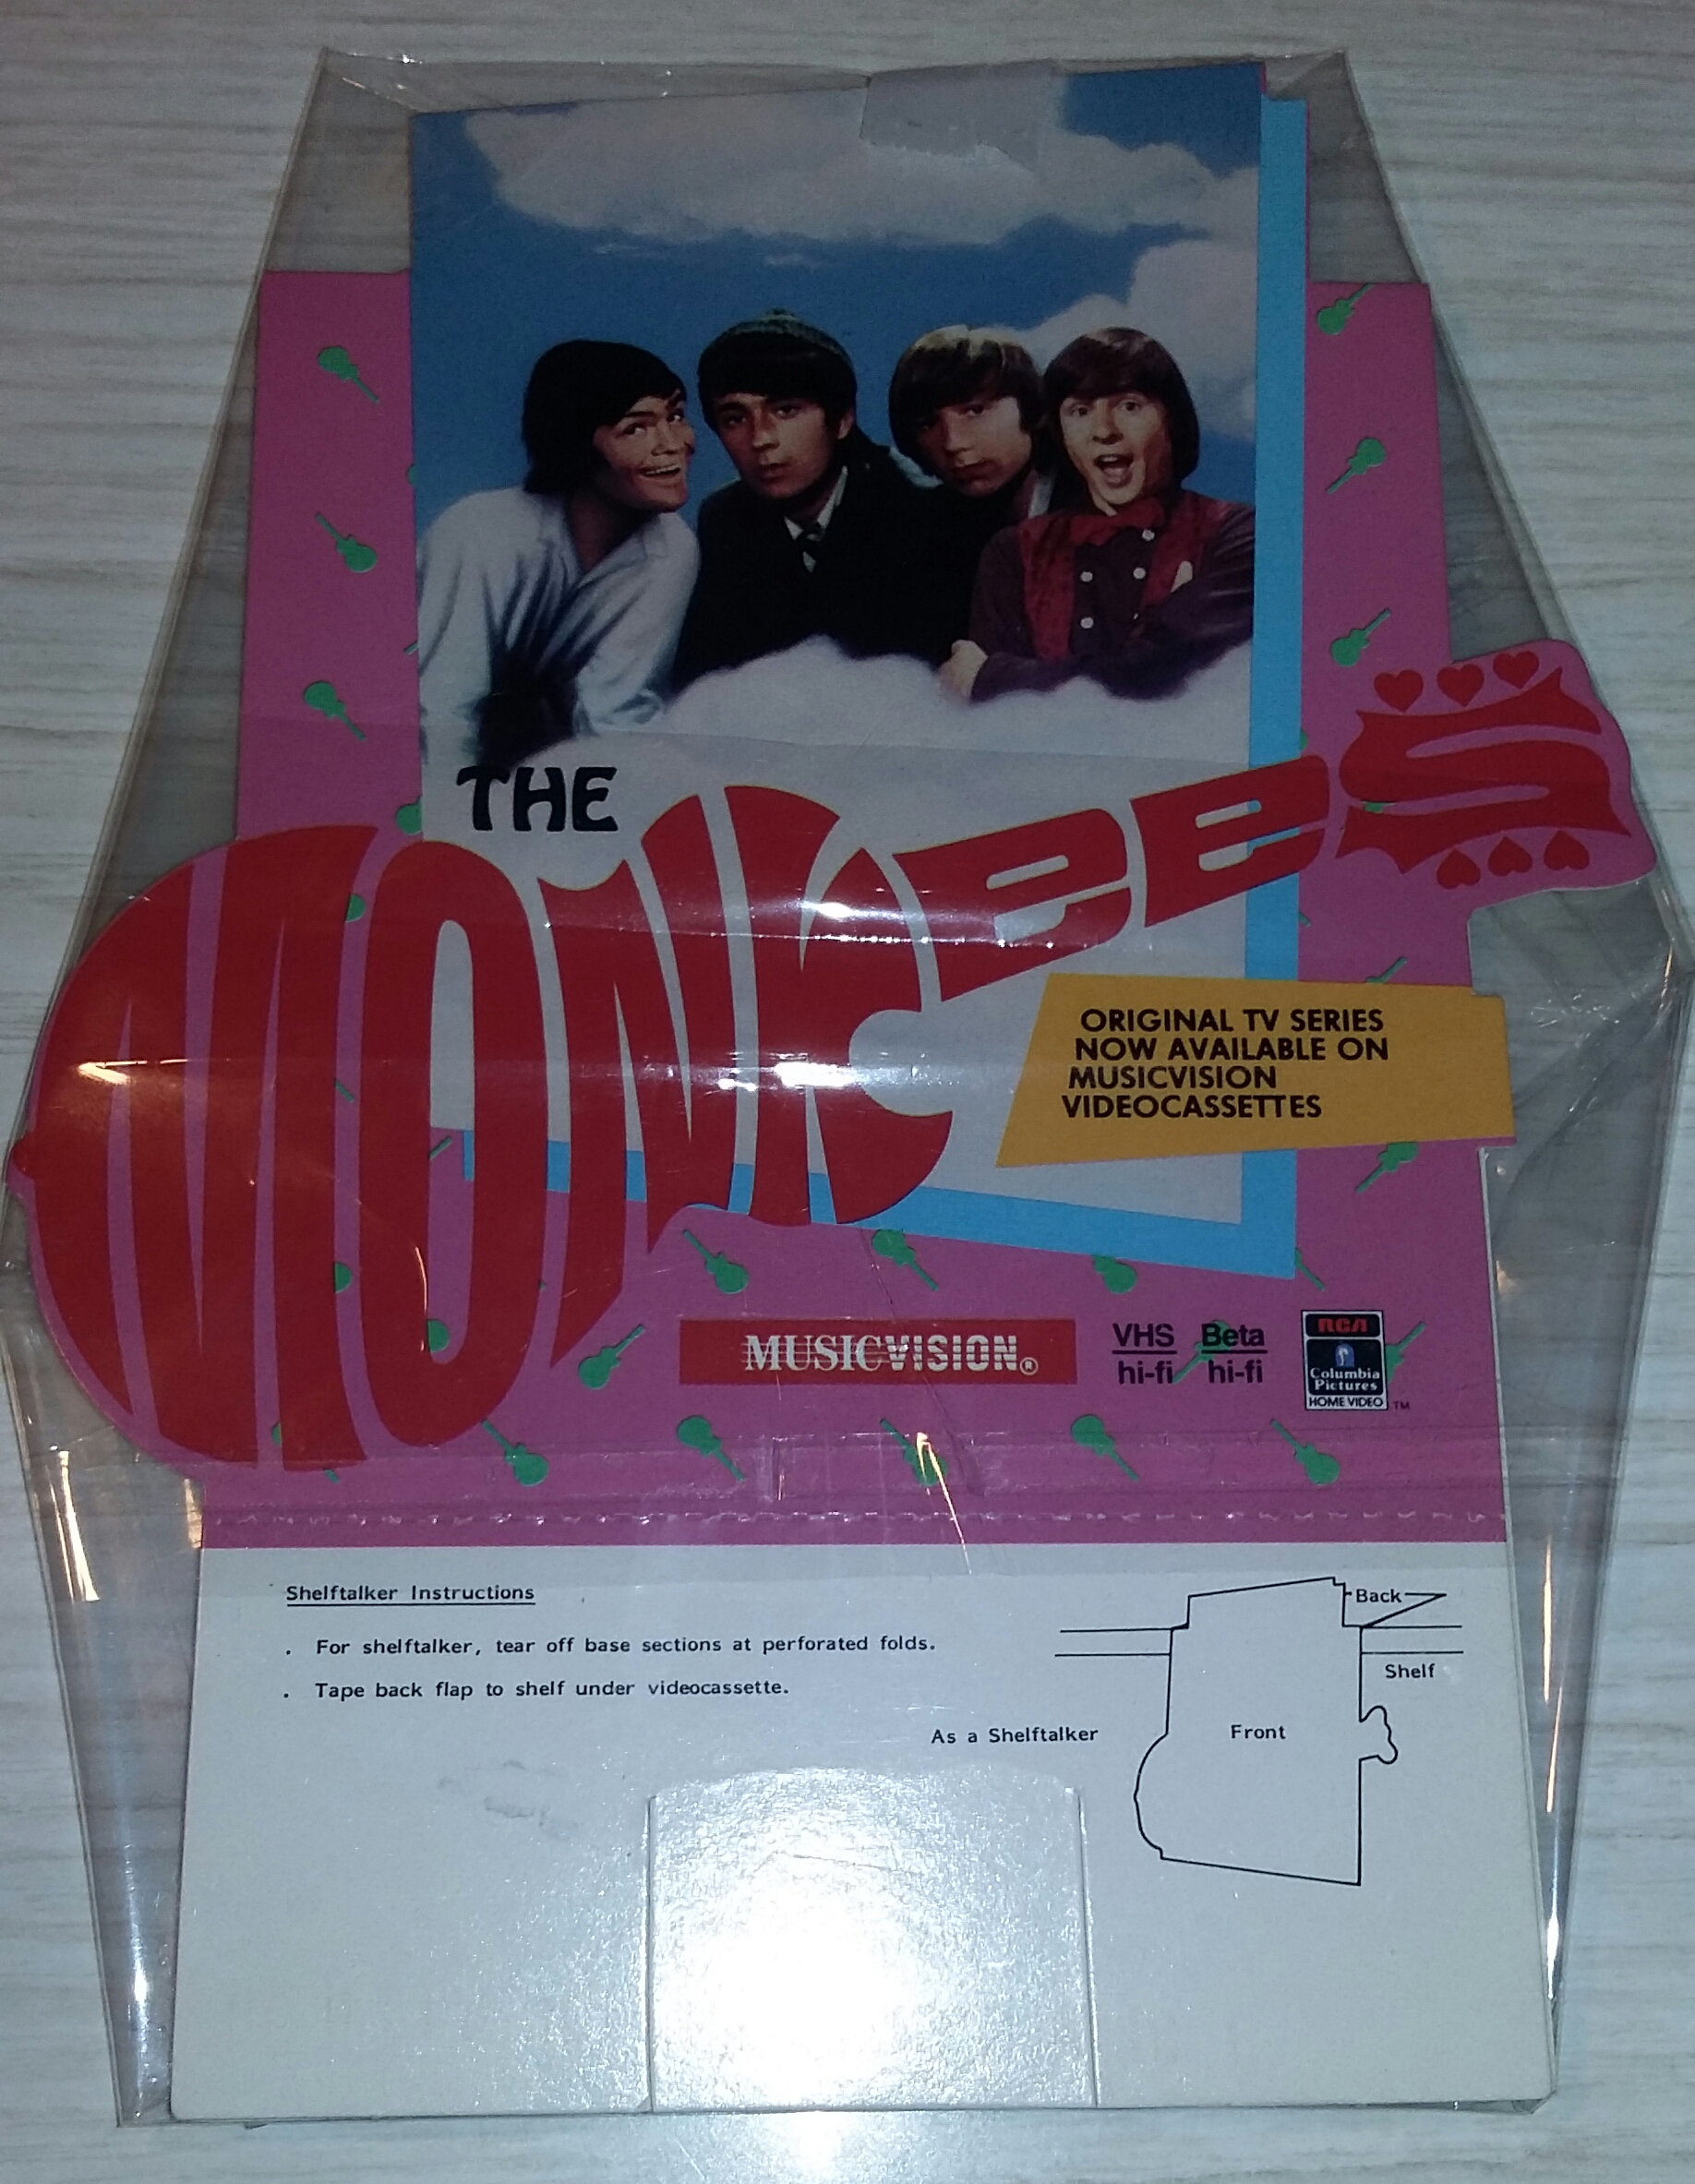 THE
MONKEES
ORIGINAL TV SERIES
NOW AVAILABLE ON
MUSICVISION
VIDEOCASSETTES
MUSICVISION®
VHS
hi-fi
Beta
hi-fi
RCA
Columbia
Pictures
HOME VIDEO ™
Shelftalker Instructions
. For shelftalker, tear off base sections at perforated folds.
. Tape back flap to shelf under videocassette.
Back
Shelf
As a Shelftalker
Front